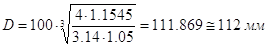 D = 100 · ∛(4 · 1.1545 / 3.14 · 1.05) = 111.869 ≅ 112 мм